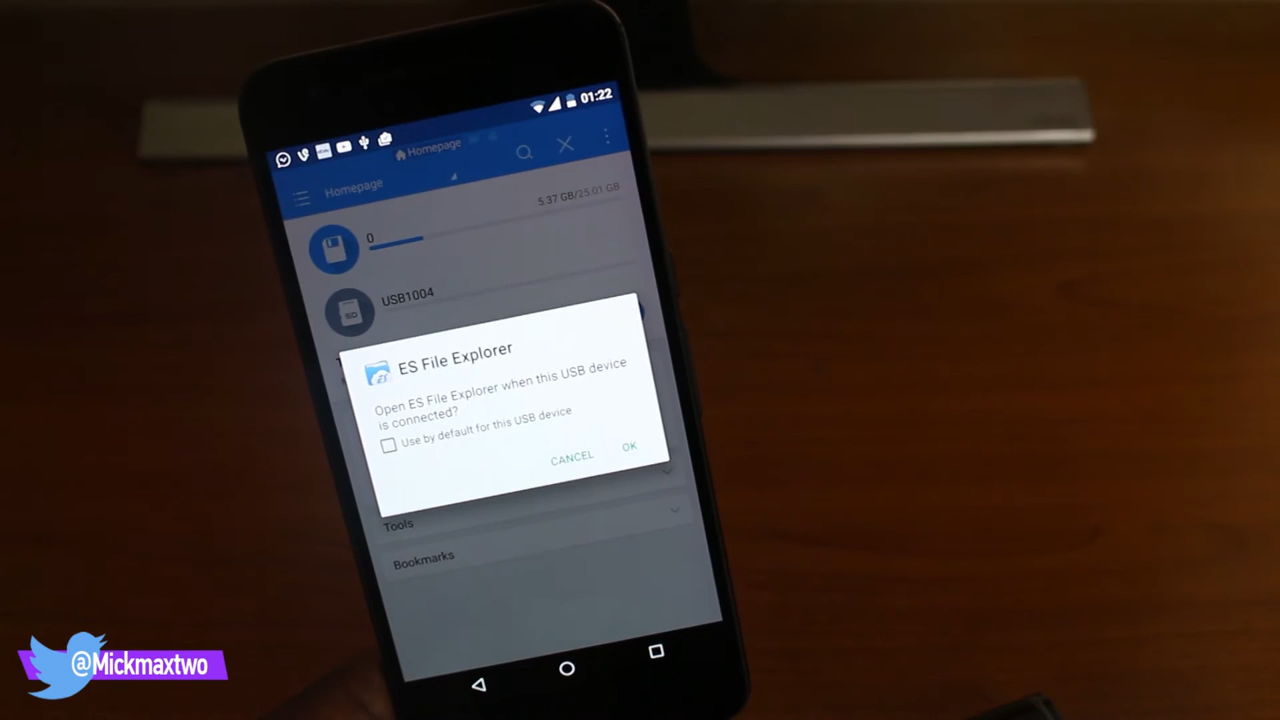 01:22
Homepage
Homepage
5.37 GB/25.01 GB
0
USB1004
ES File Explorer
Open ES File Explorer when this USB device
is connected?
Use by default for this USB device
CANCEL OK
Tools
Bookmarks
@Mickmaxtwo